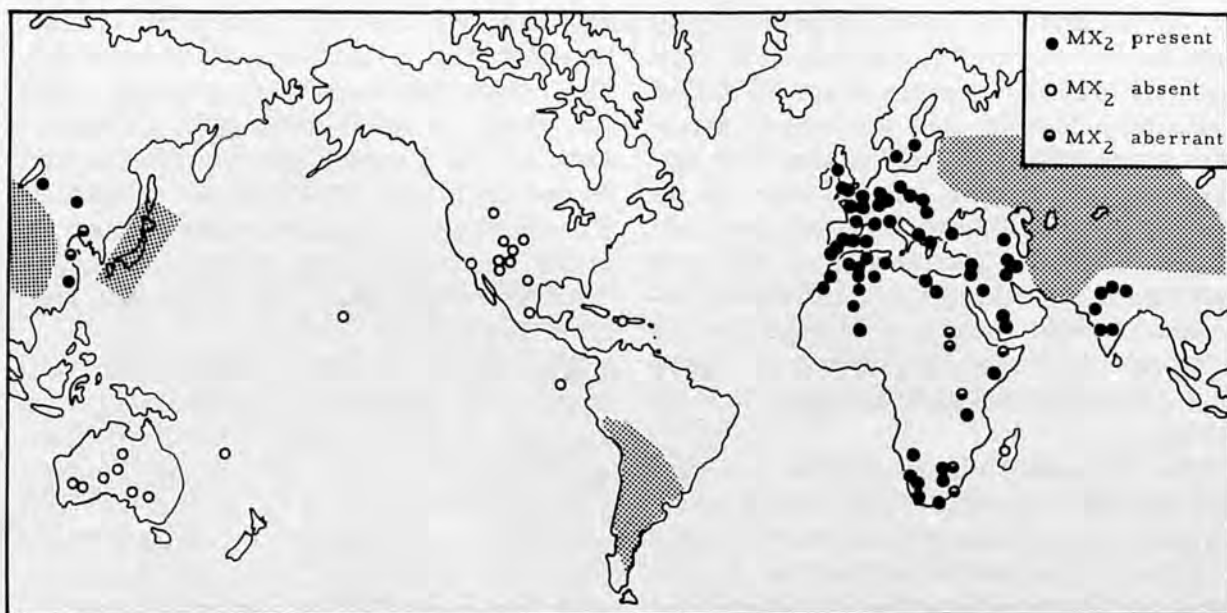 ● MX₂ present
○ MX₂ absent
◒ MX₂ aberrant